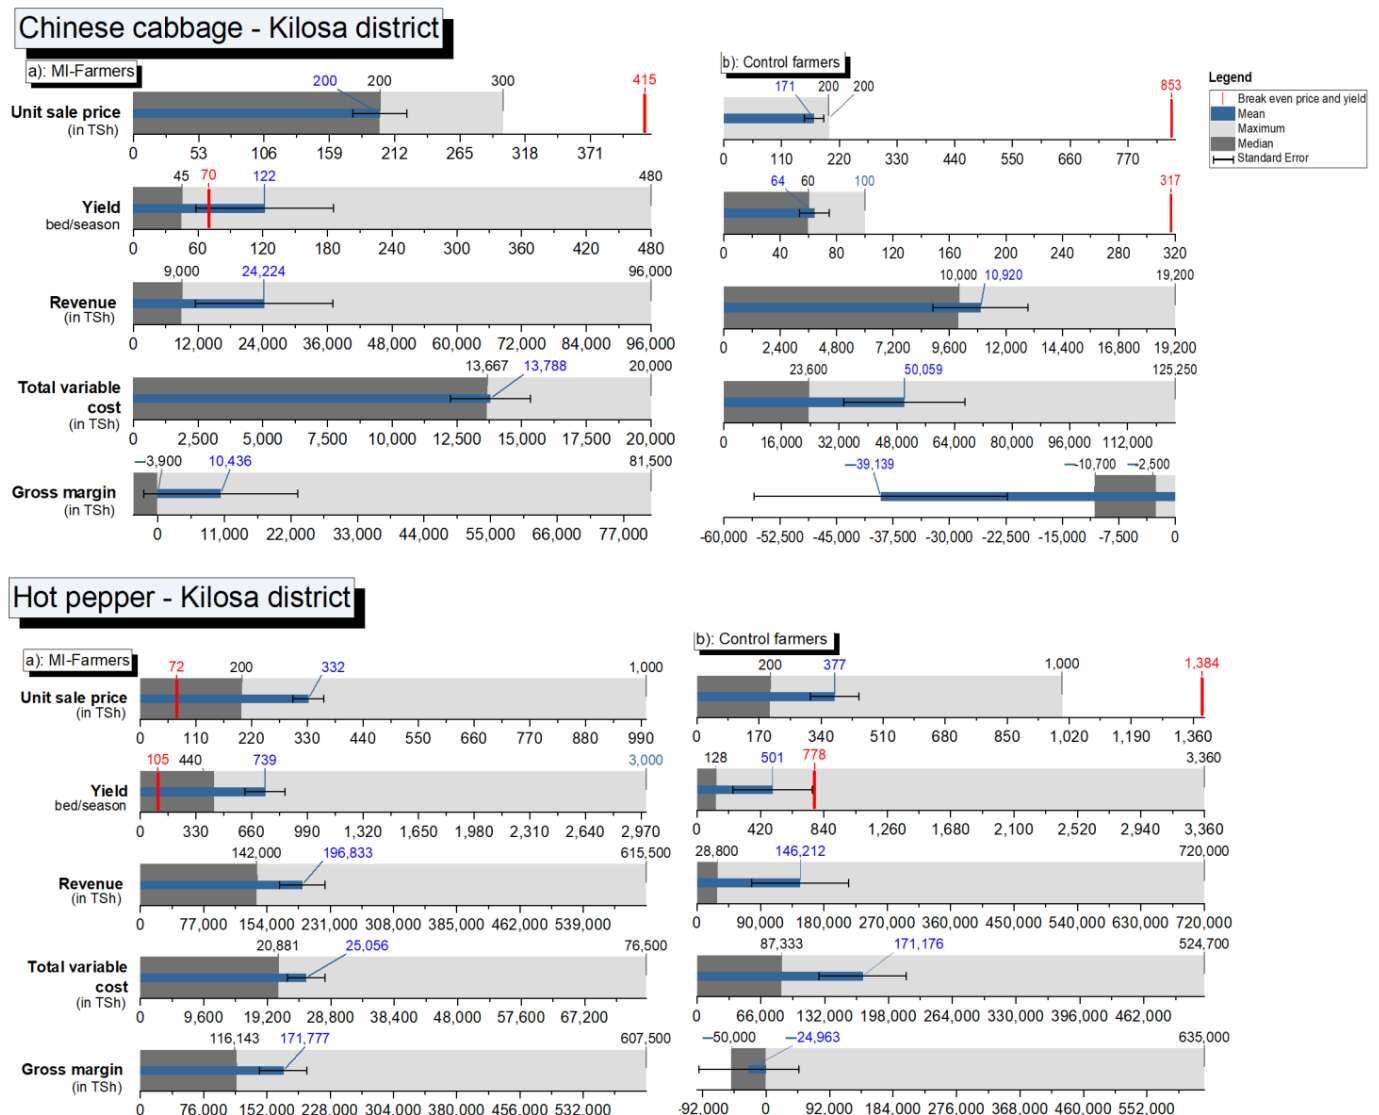 Chinese cabbage - Kilosa district
a): MI-Farmers
200 200 300 415
Unit sale price
(in TSh)
0 53 106 159 212 265 318 371
45 70 122 480
Yield
bed/season
0 60 120 180 240 300 360 420 480
9,000 24,224 96,000
Revenue
(in TSh)
0 12,000 24,000 36,000 48,000 60,000 72,000 84,000 96,000
13,667 13,788 20,000
Total variable
cost
(in TSh)
0 2,500 5,000 7,500 10,000 12,500 15,000 17,500 20,000
—3,900 10,436 81,500
Gross margin
(in TSh)
0 11,000 22,000 33,000 44,000 55,000 66,000 77,000
b): Control farmers
171 200 200 853
0 110 220 330 440 550 660 770
64 60 100 317
0 40 80 120 160 200 240 280 320
10,000 10,920 19,200
0 2,400 4,800 7,200 9,600 12,000 14,400 16,800 19,200
23,600 50,059 125,250
0 16,000 32,000 48,000 64,000 80,000 96,000 112,000
—39,139 —10,700 —2,500
-60,000 -52,500 -45,000 -37,500 -30,000 -22,500 -15,000 -7,500 0
Legend
Break even price and yield
Mean
Maximum
Median
Standard Error
Hot pepper - Kilosa district
a): MI-Farmers
72 200 332 1,000
Unit sale price
(in TSh)
0 110 220 330 440 550 660 770 880 990
105 440 739 3,000
Yield
bed/season
0 330 660 990 1,320 1,650 1,980 2,310 2,640 2,970
142,000 196,833 615,500
Revenue
(in TSh)
0 77,000 154,000 231,000 308,000 385,000 462,000 539,000
20,881 25,056 76,500
Total variable
cost
(in TSh)
0 9,600 19,200 28,800 38,400 48,000 57,600 67,200
116,143 171,777 607,500
Gross margin
(in TSh)
0 76,000 152,000 228,000 304,000 380,000 456,000 532,000
b): Control farmers
200 377 1,000 1,384
0 170 340 510 680 850 1,020 1,190 1,360
128 501 778 3,360
0 420 840 1,260 1,680 2,100 2,520 2,940 3,360
28,800 146,212 720,000
0 90,000 180,000 270,000 360,000 450,000 540,000 630,000 720,000
87,333 171,176 524,700
0 66,000 132,000 198,000 264,000 330,000 396,000 462,000
—50,000 —24,963 635,000
-92,000 0 92,000 184,000 276,000 368,000 460,000 552,000